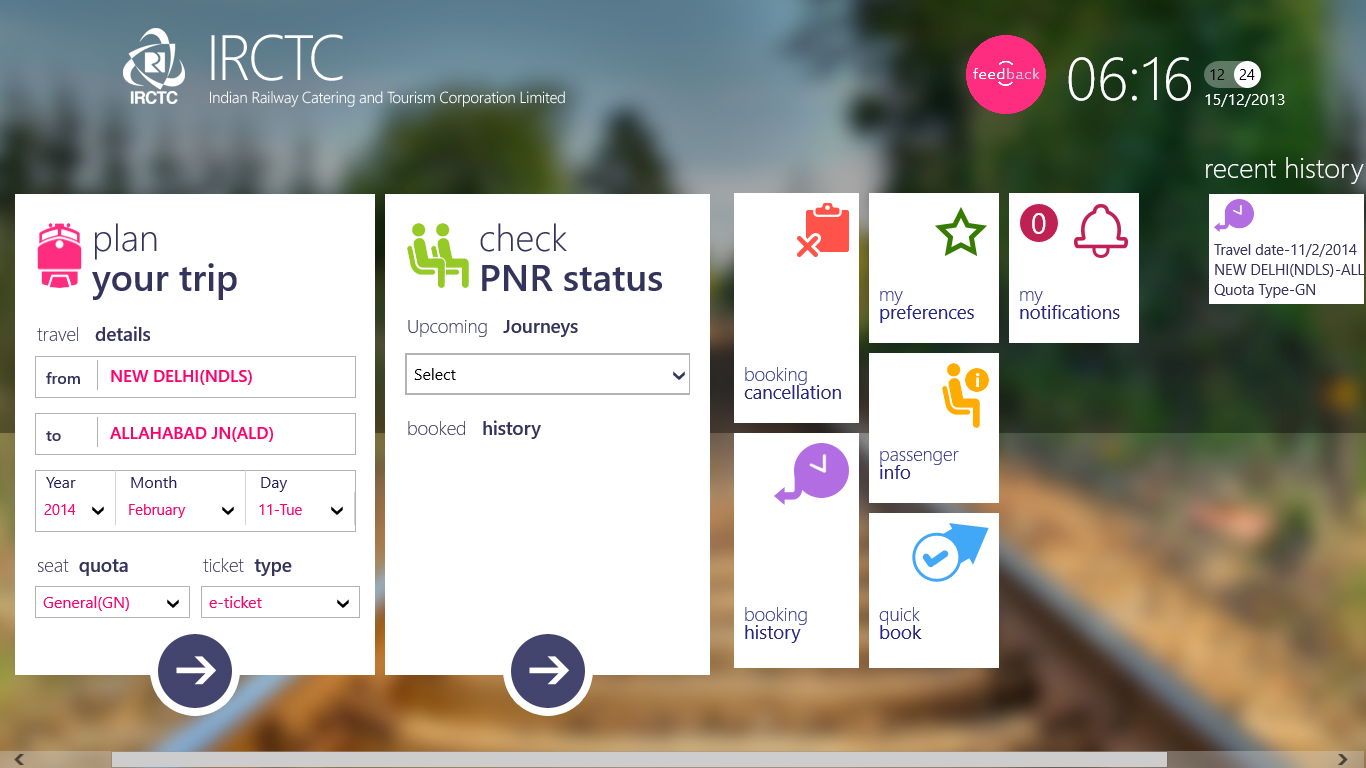 IRCTC
IRCTC
Indian Railway Catering and Tourism Corporation Limited
feedback
06:16
12 24
15/12/2013
recent history
plan
your trip
travel details
from NEW DELHI(NDLS)
to ALLAHABAD JN(ALD)
Year Month Day
2014 February 11-Tue
seat quota ticket type
General(GN) e-ticket
check
PNR status
Upcoming Journeys
Select
booked history
booking
cancellation
my
preferences
0
my
notifications
passenger
info
booking
history
quick
book
Travel date-11/2/2014
NEW DELHI(NDLS)-ALL
Quota Type-GN